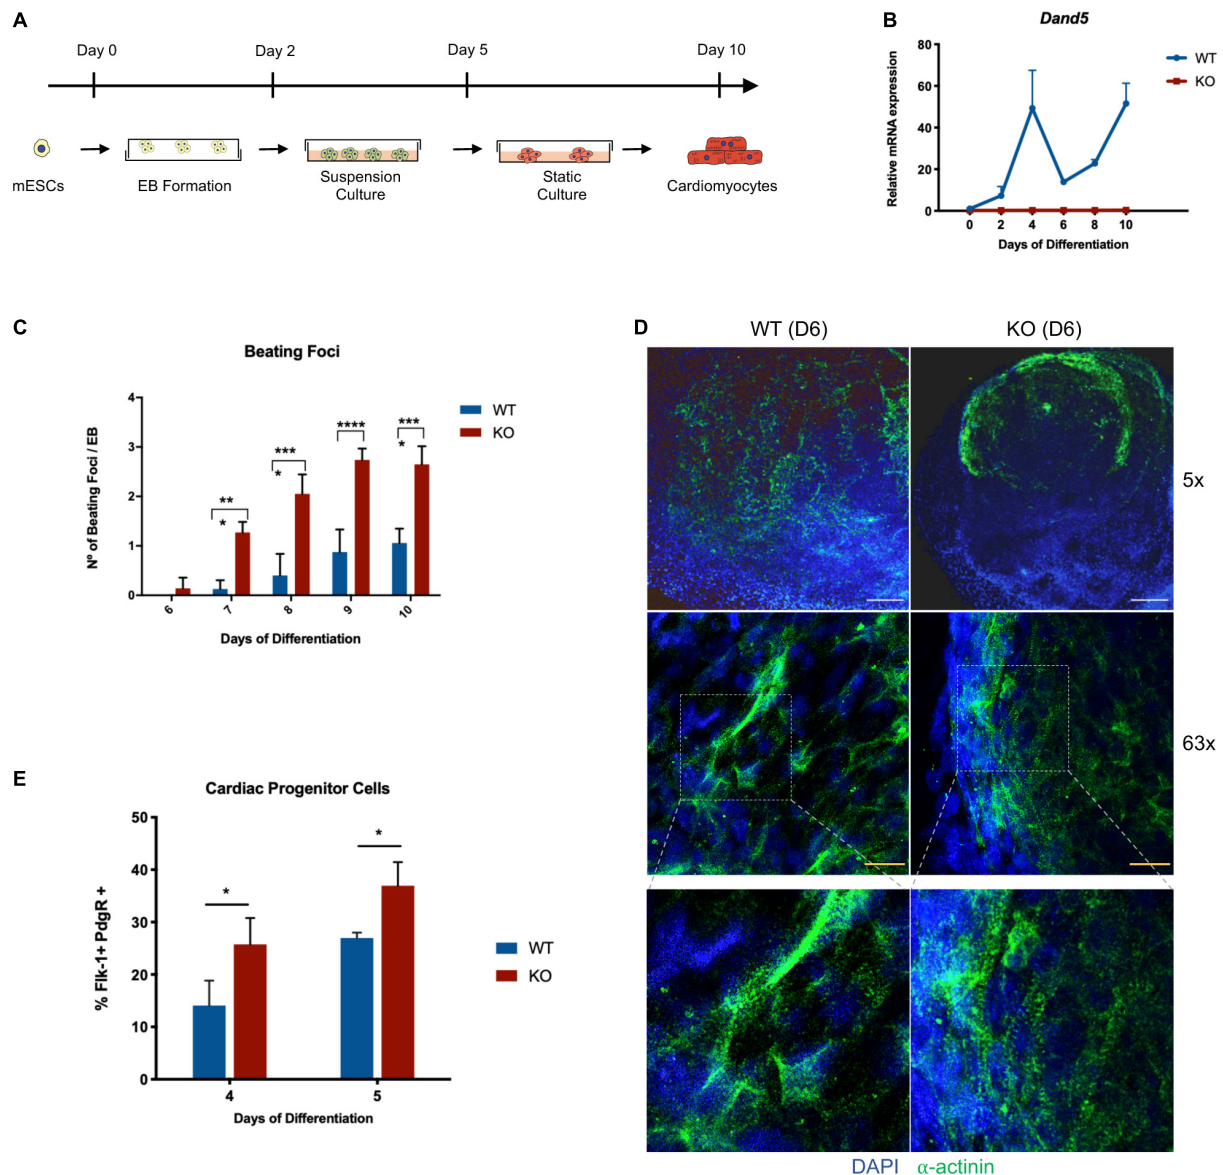 A
Day 0
Day 2
Day 5
Day 10
mESCs
EB Formation
Suspension
Culture
Static
Culture
Cardiomyocytes
B
Dand5
Relative mRNA expression
80
60
40
20
0
0 2 4 6 8 10
Days of Differentiation
WT
KO
C
Beating Foci
Nº of Beating Foci / EB
4
3
2
1
0
**
*
***
*
****
***
*
6 7 8 9 10
Days of Differentiation
WT
KO
D
WT (D6)
KO (D6)
5x
63x
DAPI α-actinin
E
Cardiac Progenitor Cells
% Flk-1+ PdgR +
50
40
30
20
10
0
*
*
4 5
Days of Differentiation
WT
KO